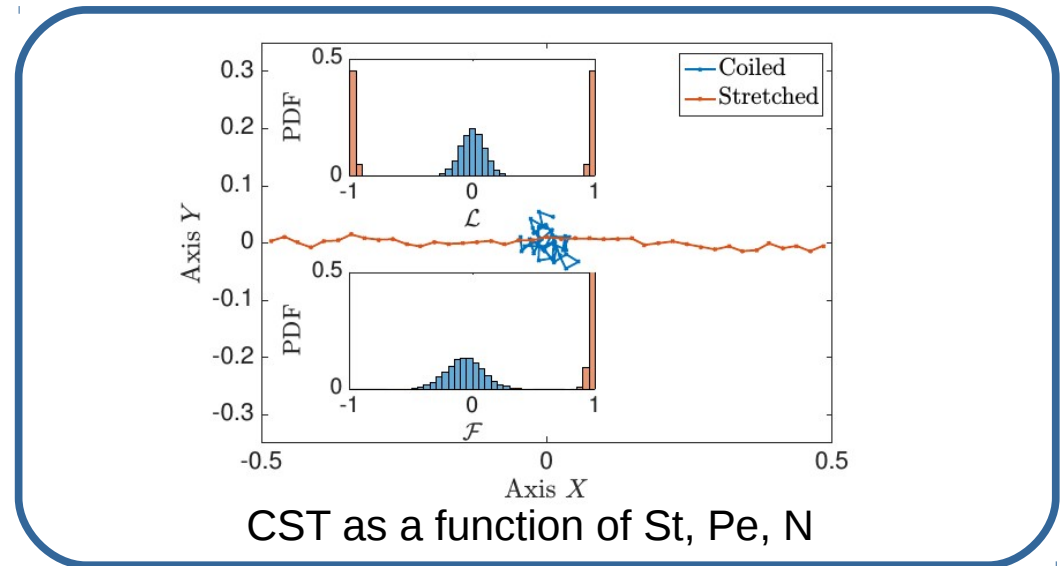 0.3
0.2
0.1
0
-0.1
-0.2
-0.3
Axis Y
-0.5
0
0.5
Axis X
Coiled
Stretched
0.5
0
PDF
-1
0
1
ℒ
0.5
0
PDF
-1
0
1
ℱ
CST as a function of St, Pe, N